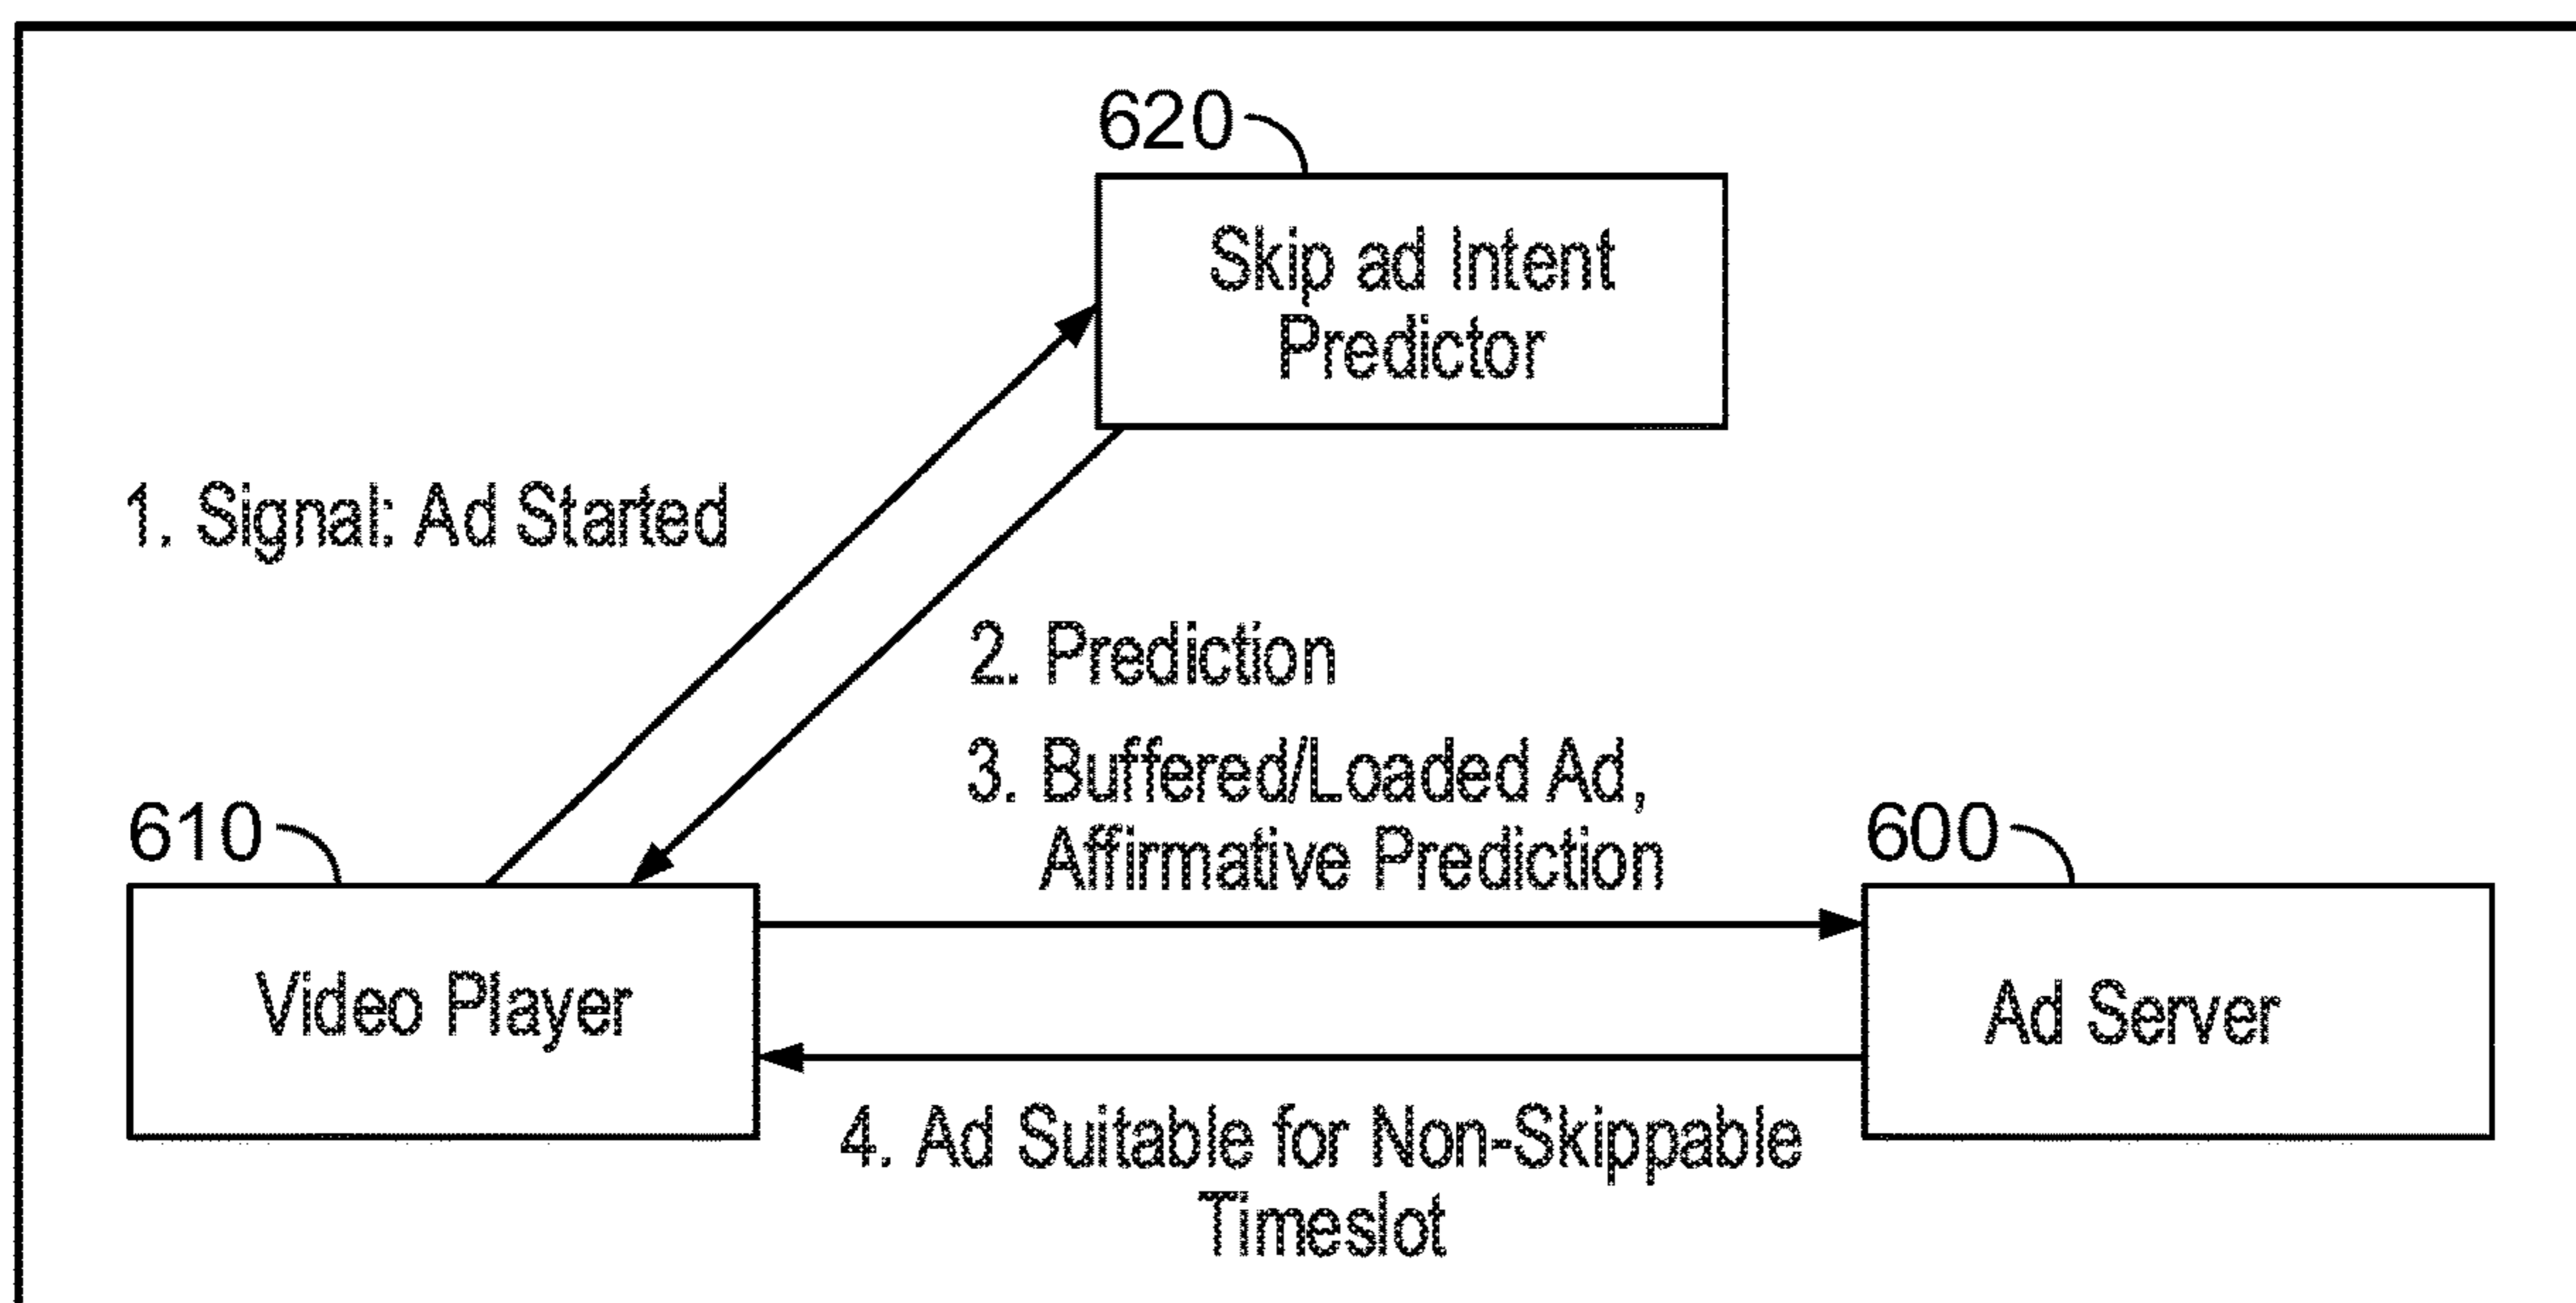 620
Skip ad Intent
Predictor
1. Signal: Ad Started
2. Prediction
3. Buffered/Loaded Ad,
Affirmative Prediction
610
600
Video Player
Ad Server
4. Ad Suitable for Non-Skippable
Timeslot